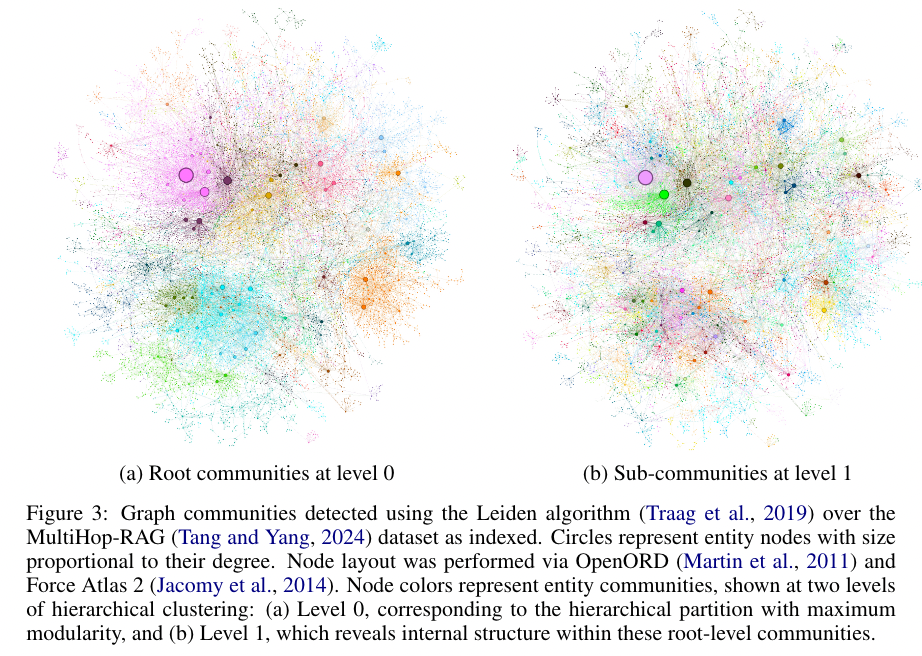 (a) Root communities at level 0
(b) Sub-communities at level 1
Figure 3: Graph communities detected using the Leiden algorithm (Traag et al., 2019) over the
MultiHop-RAG (Tang and Yang, 2024) dataset as indexed. Circles represent entity nodes with size
proportional to their degree. Node layout was performed via OpenORD (Martin et al., 2011) and
Force Atlas 2 (Jacomy et al., 2014). Node colors represent entity communities, shown at two levels
of hierarchical clustering: (a) Level 0, corresponding to the hierarchical partition with maximum
modularity, and (b) Level 1, which reveals internal structure within these root-level communities.